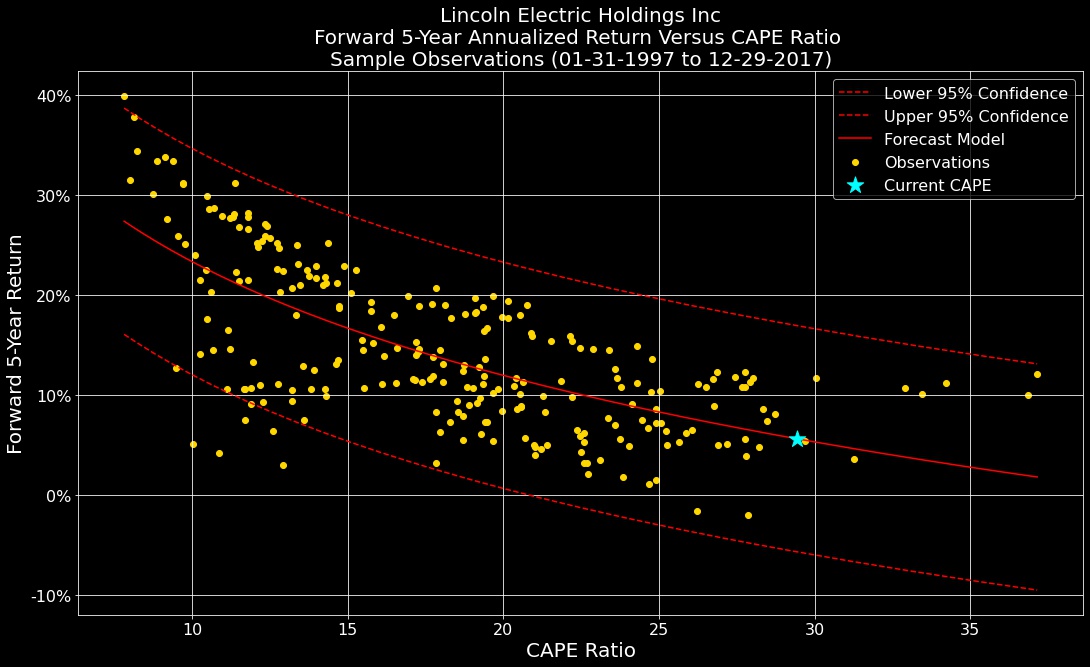 Lincoln Electric Holdings Inc
Forward 5-Year Annualized Return Versus CAPE Ratio
Sample Observations (01-31-1997 to 12-29-2017)
Lower 95% Confidence
Upper 95% Confidence
Forecast Model
Observations
Current CAPE
Forward 5-Year Return
40%
30%
20%
10%
0%
-10%
10
15
20
25
30
35
CAPE Ratio